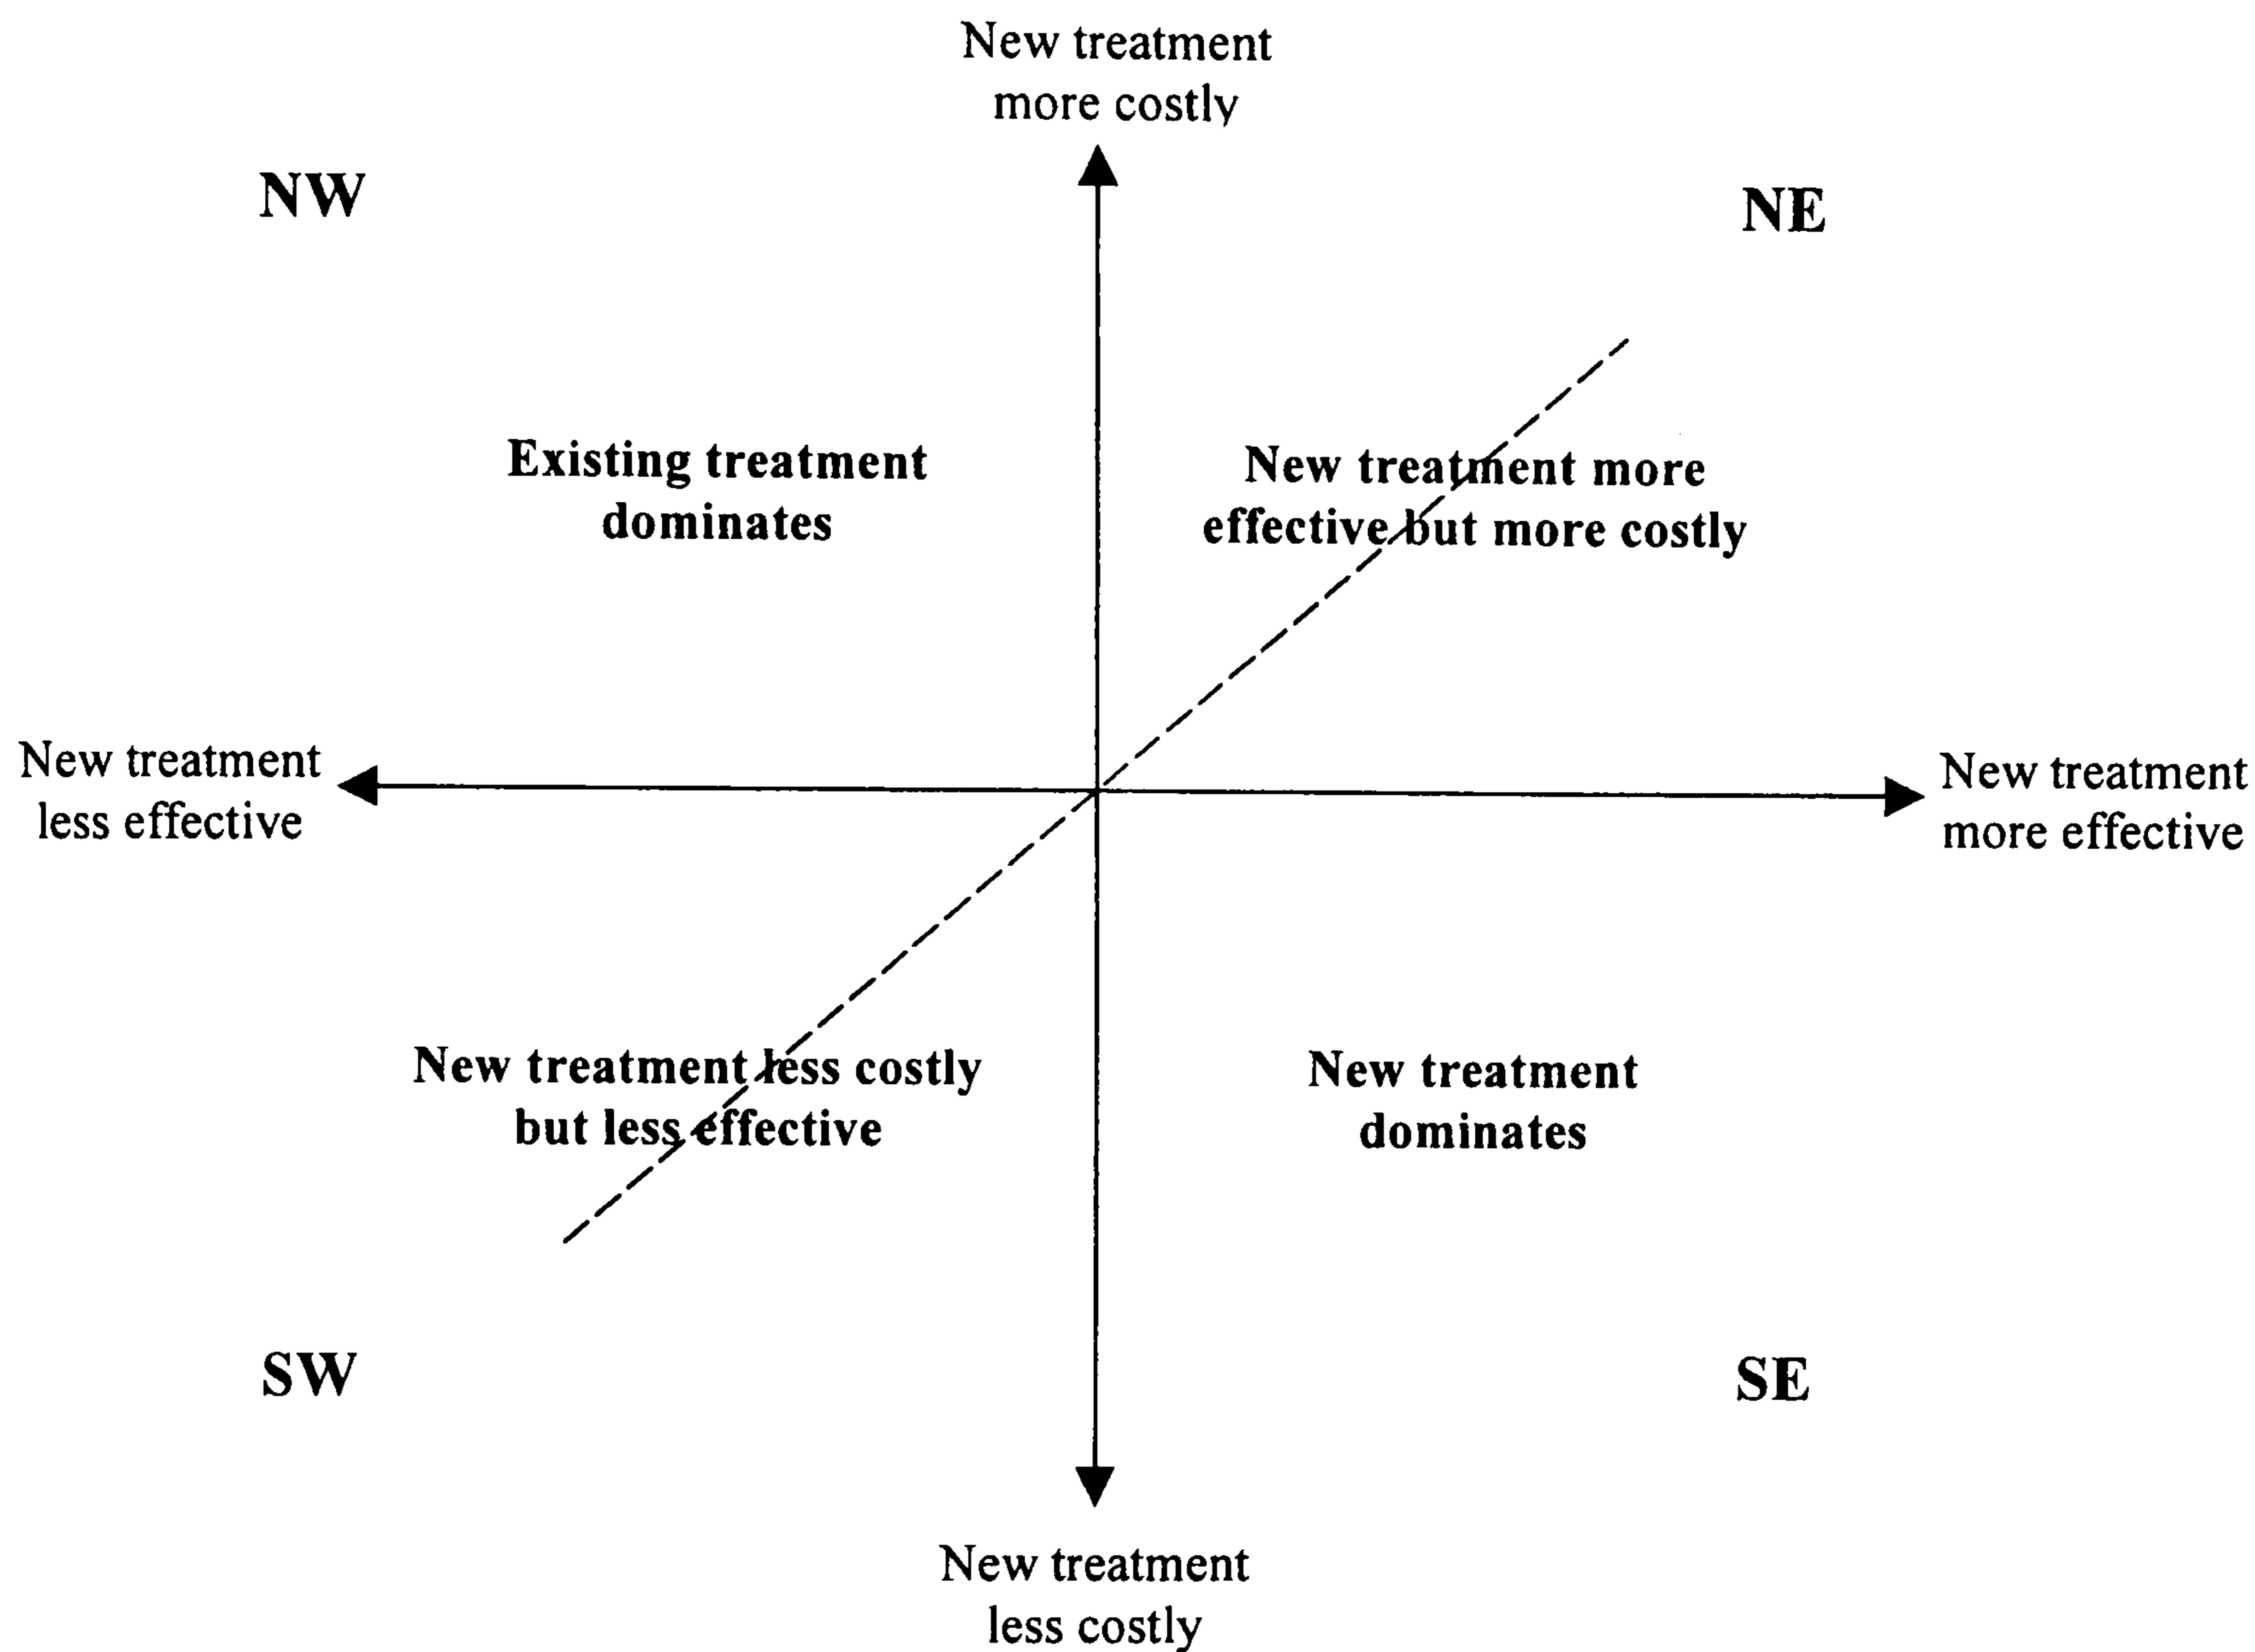 New treatment
more costly
NW
NE
Existing treatment
dominates
New treatment more
effective but more costly
New treatment
less effective
New treatment
more effective
New treatment less costly
but less effective
New treatment
dominates
SW
SE
New treatment
less costly